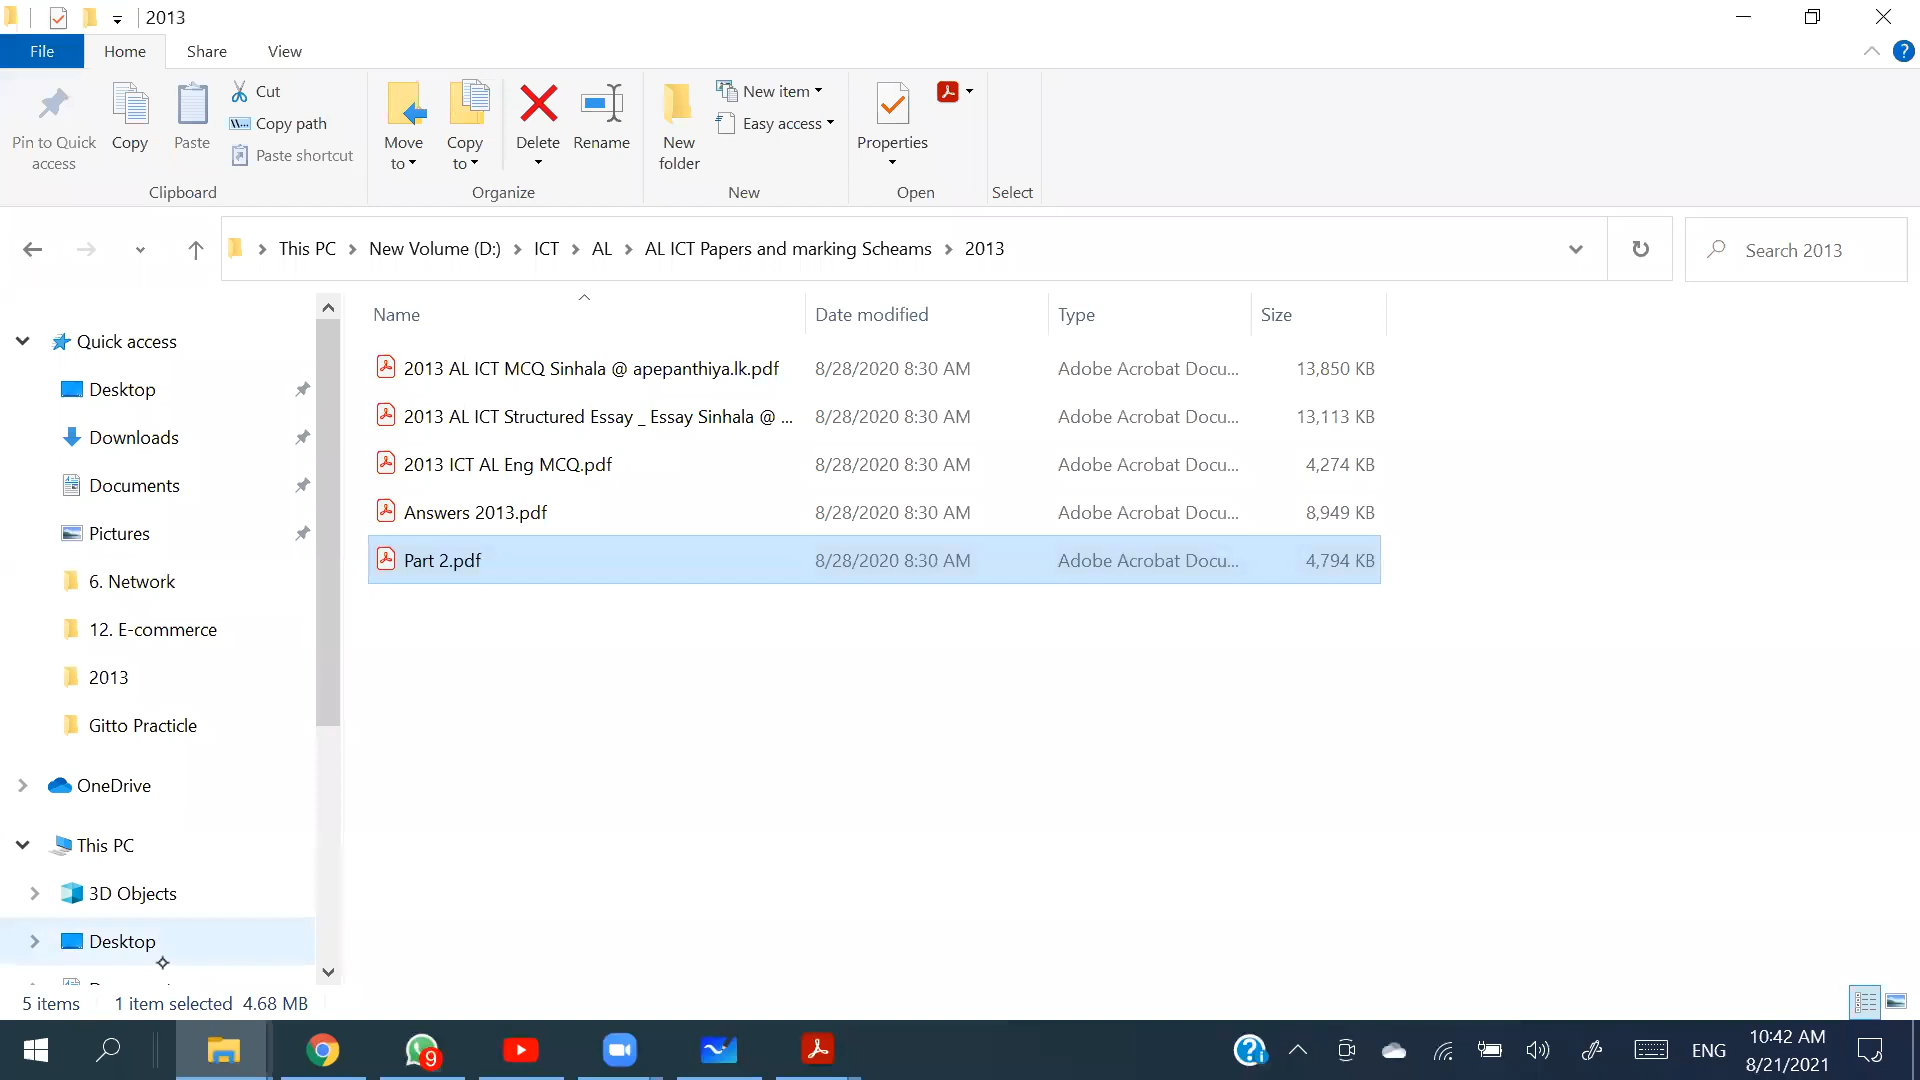 2013
File Home Share View
Pin to Quick access
Copy
Paste
Cut
Copy path
Paste shortcut
Clipboard
Move to
Copy to
Delete
Rename
Organize
New folder
New item
Easy access
New
Properties
Open
Select
This PC New Volume (D:) ICT AL AL ICT Papers and marking Scheams 2013
Search 2013
Name Date modified Type Size
2013 AL ICT MCQ Sinhala @ apepanthiya.lk.pdf 8/28/2020 8:30 AM Adobe Acrobat Docu... 13,850 KB
2013 AL ICT Structured Essay _ Essay Sinhala @ ... 8/28/2020 8:30 AM Adobe Acrobat Docu... 13,113 KB
2013 ICT AL Eng MCQ.pdf 8/28/2020 8:30 AM Adobe Acrobat Docu... 4,274 KB
Answers 2013.pdf 8/28/2020 8:30 AM Adobe Acrobat Docu... 8,949 KB
Part 2.pdf 8/28/2020 8:30 AM Adobe Acrobat Docu... 4,794 KB
Quick access
Desktop
Downloads
Documents
Pictures
6. Network
12. E-commerce
2013
Gitto Practicle
OneDrive
This PC
3D Objects
Desktop
5 items 1 item selected 4.68 MB
9
ENG
10:42 AM
8/21/2021